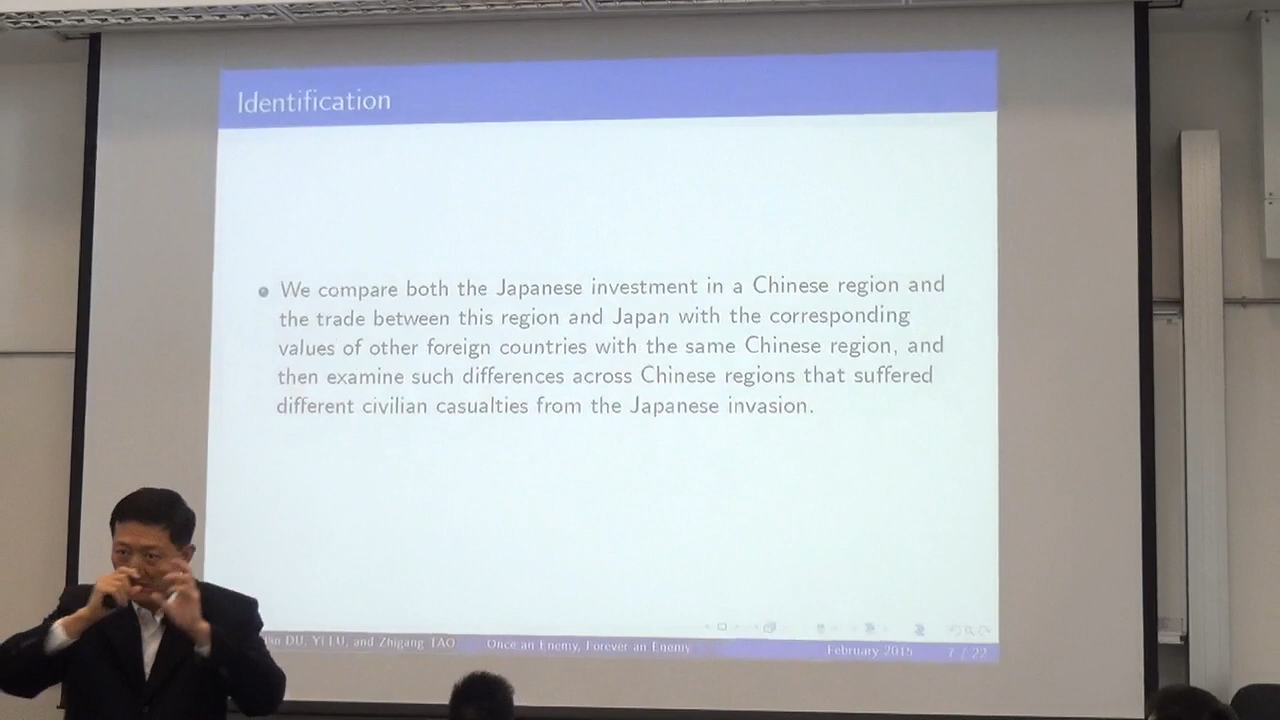 Identification
We compare both the Japanese investment in a Chinese region and
the trade between this region and Japan with the corresponding
values of other foreign countries with the same Chinese region, and
then examine such differences across Chinese regions that suffered
different civilian casualties from the Japanese invasion.
DU, Yi LU, and Zhigang TAO Once an Enemy, Forever an Enemy February 2015 7 / 22